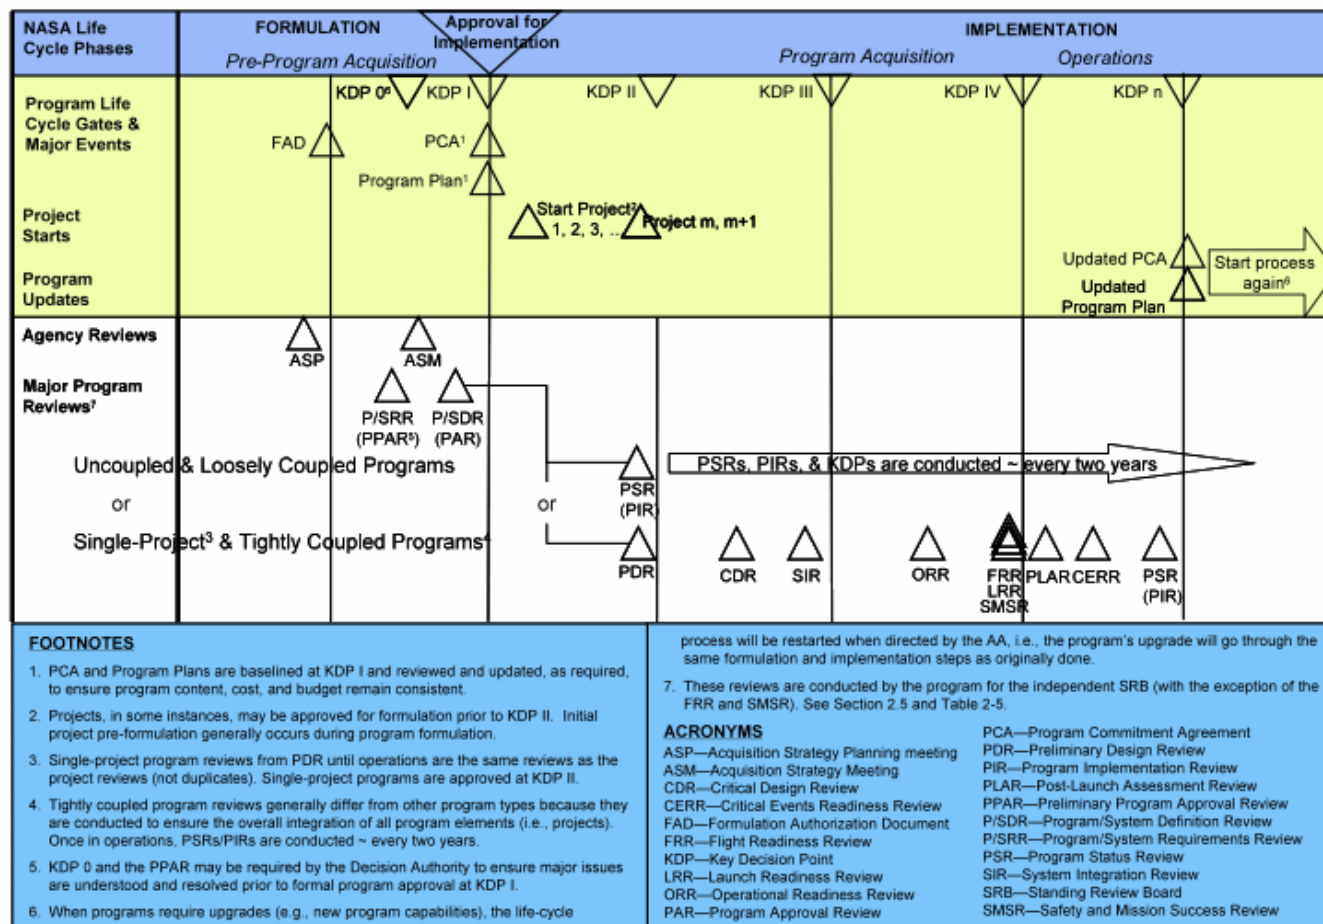 NASA Life
Cycle Phases
FORMULATION
Pre-Program Acquisition
Approval for
Implementation
IMPLEMENTATION
Program Acquisition
Operations
Program Life
Cycle Gates &
Major Events
KDP 0⁶
KDP I
KDP II
KDP III
KDP IV
KDP n
FAD
PCA¹
Program Plan¹
Project
Starts
Start Project²
1, 2, 3, ...
Project m, m+1
Program
Updates
Updated PCA
Updated
Program Plan
Start process
again⁶
Agency Reviews
ASP
ASM
Major Program
Reviews⁷
P/SRR
(PPAR⁵)
P/SDR
(PAR)
Uncoupled & Loosely Coupled Programs
or
Single-Project³ & Tightly Coupled Programs⁴
or
PSR
(PIR)
PSRs, PIRs, & KDPs are conducted ~ every two years
PDR
CDR
SIR
ORR
FRR
LRR
SMSR
PLAR
CERR
PSR
(PIR)
FOOTNOTES
1. PCA and Program Plans are baselined at KDP I and reviewed and updated, as required,
to ensure program content, cost, and budget remain consistent.
2. Projects, in some instances, may be approved for formulation prior to KDP II. Initial
project pre-formulation generally occurs during program formulation.
3. Single-project program reviews from PDR until operations are the same reviews as the
project reviews (not duplicates). Single-project programs are approved at KDP II.
4. Tightly coupled program reviews generally differ from other program types because they
are conducted to ensure the overall integration of all program elements (i.e., projects).
Once in operations, PSRs/PIRs are conducted ~ every two years.
5. KDP 0 and the PPAR may be required by the Decision Authority to ensure major issues
are understood and resolved prior to formal program approval at KDP I.
6. When programs require upgrades (e.g., new program capabilities), the life-cycle
process will be restarted when directed by the AA, i.e., the program's upgrade will go through the
same formulation and implementation steps as originally done.
7. These reviews are conducted by the program for the independent SRB (with the exception of the
FRR and SMSR). See Section 2.5 and Table 2-5.
ACRONYMS
ASP—Acquisition Strategy Planning meeting
ASM—Acquisition Strategy Meeting
CDR—Critical Design Review
CERR—Critical Events Readiness Review
FAD—Formulation Authorization Document
FRR—Flight Readiness Review
KDP—Key Decision Point
LRR—Launch Readiness Review
ORR—Operational Readiness Review
PAR—Program Approval Review
PCA—Program Commitment Agreement
PDR—Preliminary Design Review
PIR—Program Implementation Review
PLAR—Post-Launch Assessment Review
PPAR—Preliminary Program Approval Review
P/SDR—Program/System Definition Review
P/SRR—Program/System Requirements Review
PSR—Program Status Review
SIR—System Integration Review
SRB—Standing Review Board
SMSR—Safety and Mission Success Review